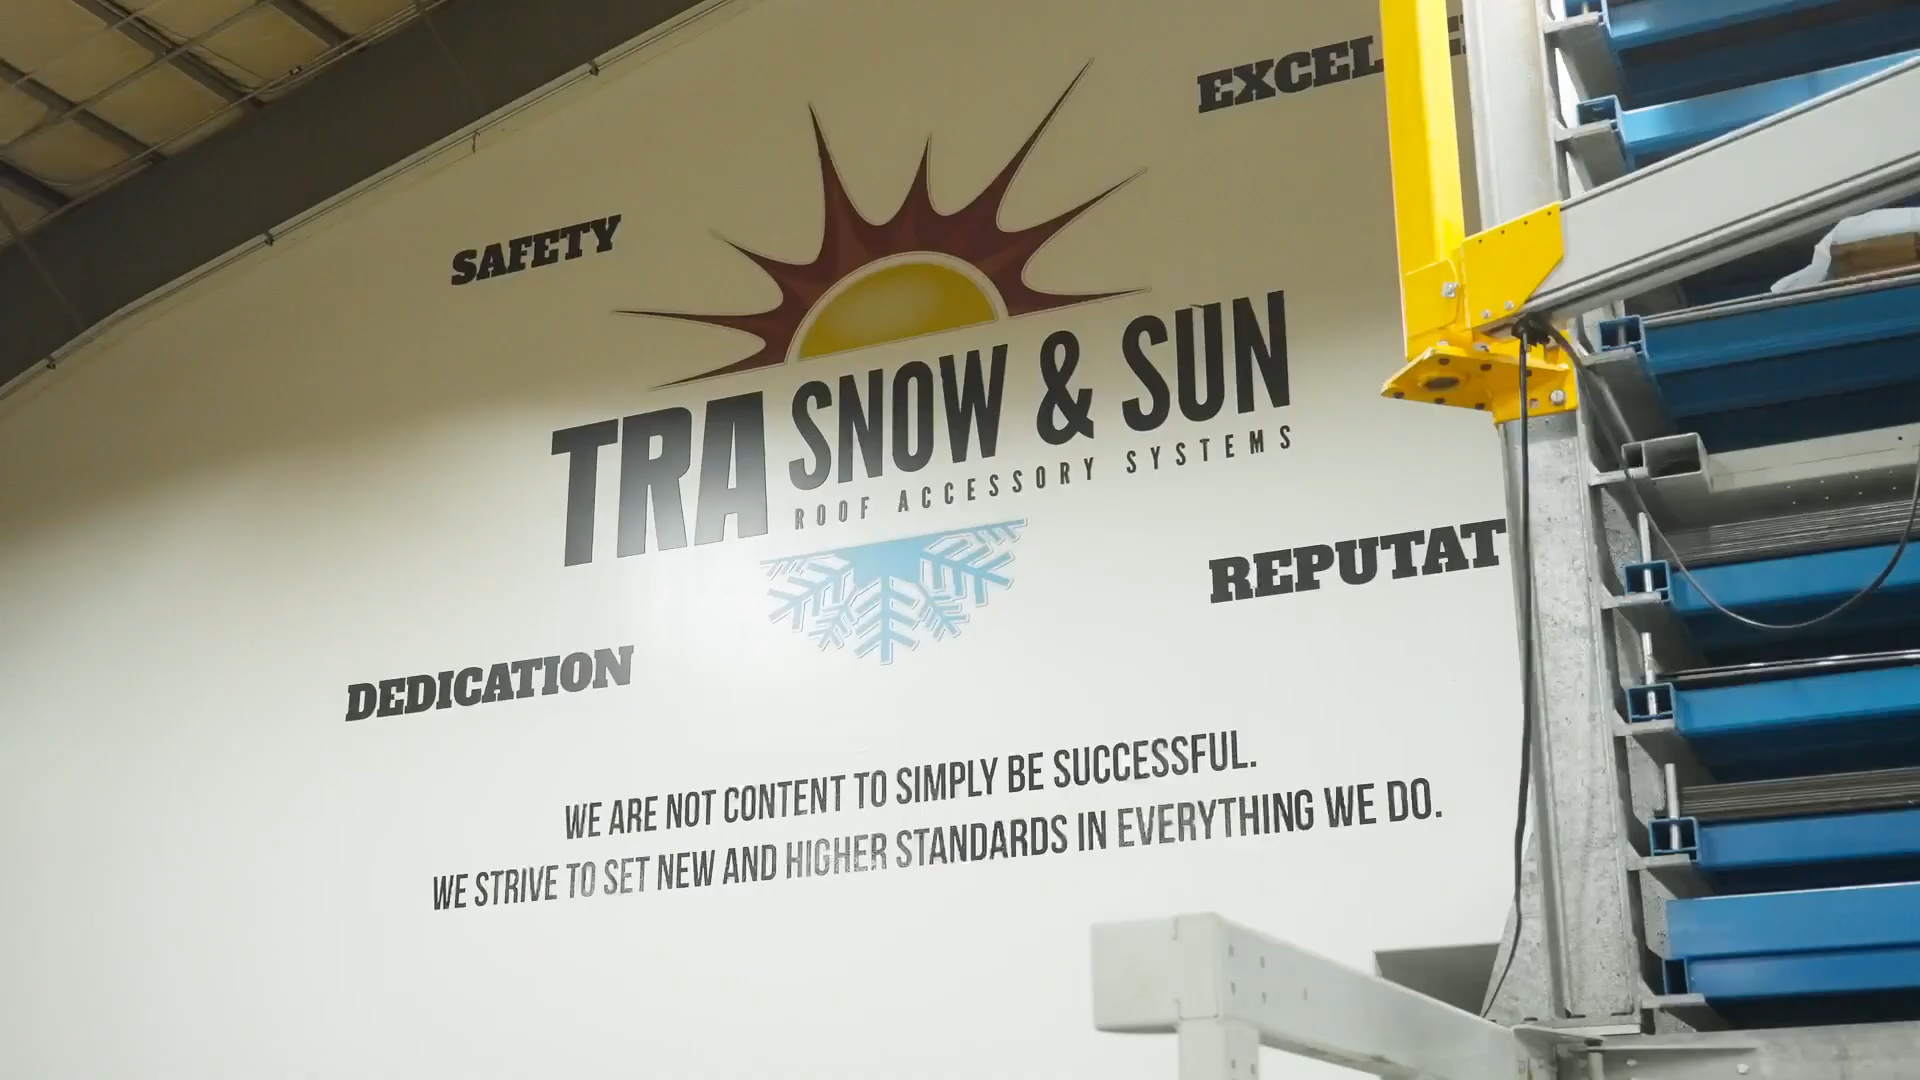 EXCEL
SAFETY
TRA SNOW & SUN
ROOF ACCESSORY SYSTEMS
REPUTAT
DEDICATION
WE ARE NOT CONTENT TO SIMPLY BE SUCCESSFUL.
WE STRIVE TO SET NEW AND HIGHER STANDARDS IN EVERYTHING WE DO.